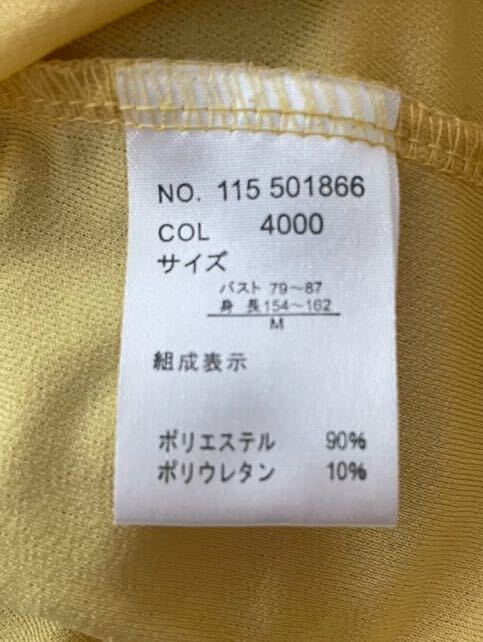 NO. 115 501866
COL 4000
サイズ
バスト 79～87
身 長154～162
M
組成表示
ポリエステル 90%
ポリウレタン 10%